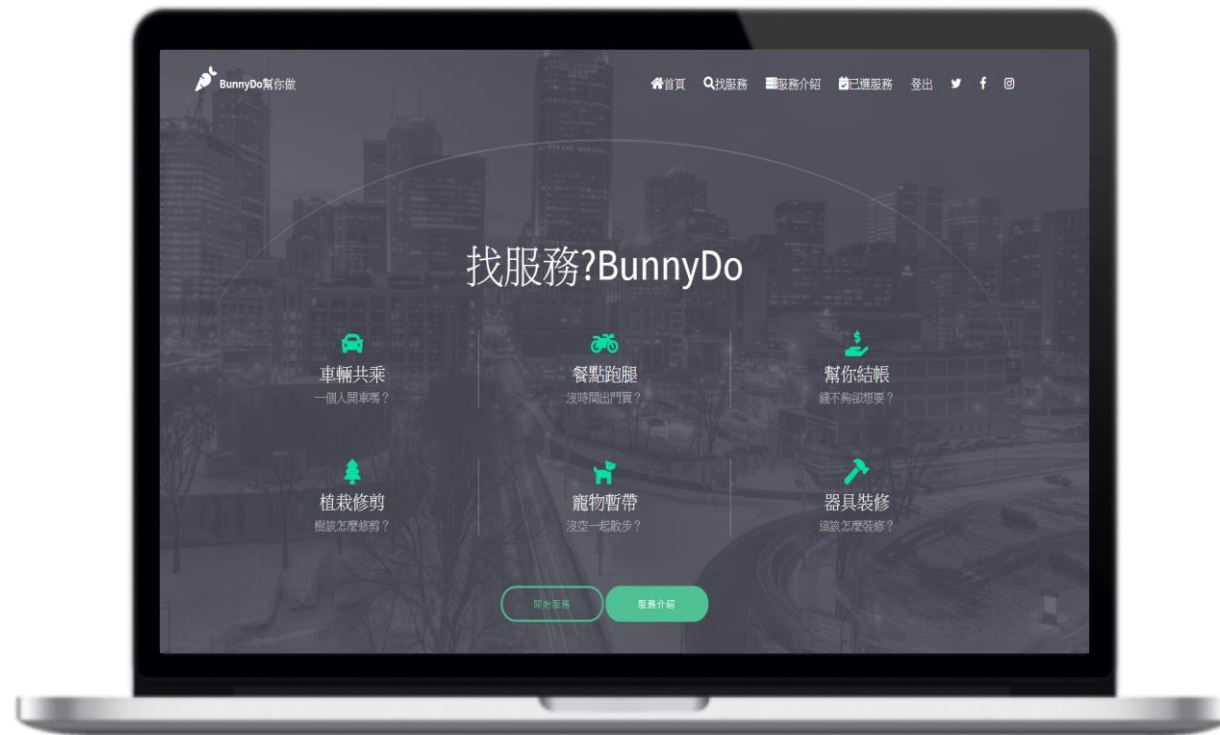 BunnyDo幫你做
首頁 找服務 服務介紹 已選服務 登出
找服務?BunnyDo
車輛共乘 餐點跑腿 幫你結帳
一個人開車嗎？ 沒時間出門買？ 錢不夠卻想要？
植栽修剪 寵物暫帶 器具裝修
樹該怎麼修剪？ 沒空一起散步？ 這該怎麼裝修？
開始服務 服務介紹